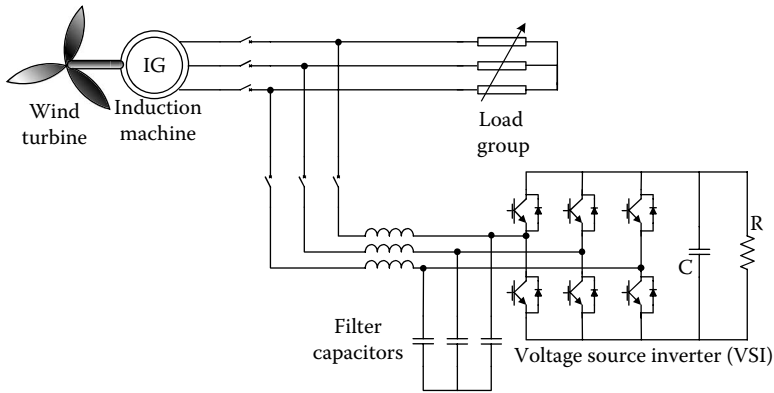 IG
Wind
turbine
Induction
machine
Load
group
R
C
Filter
capacitors
Voltage source inverter (VSI)